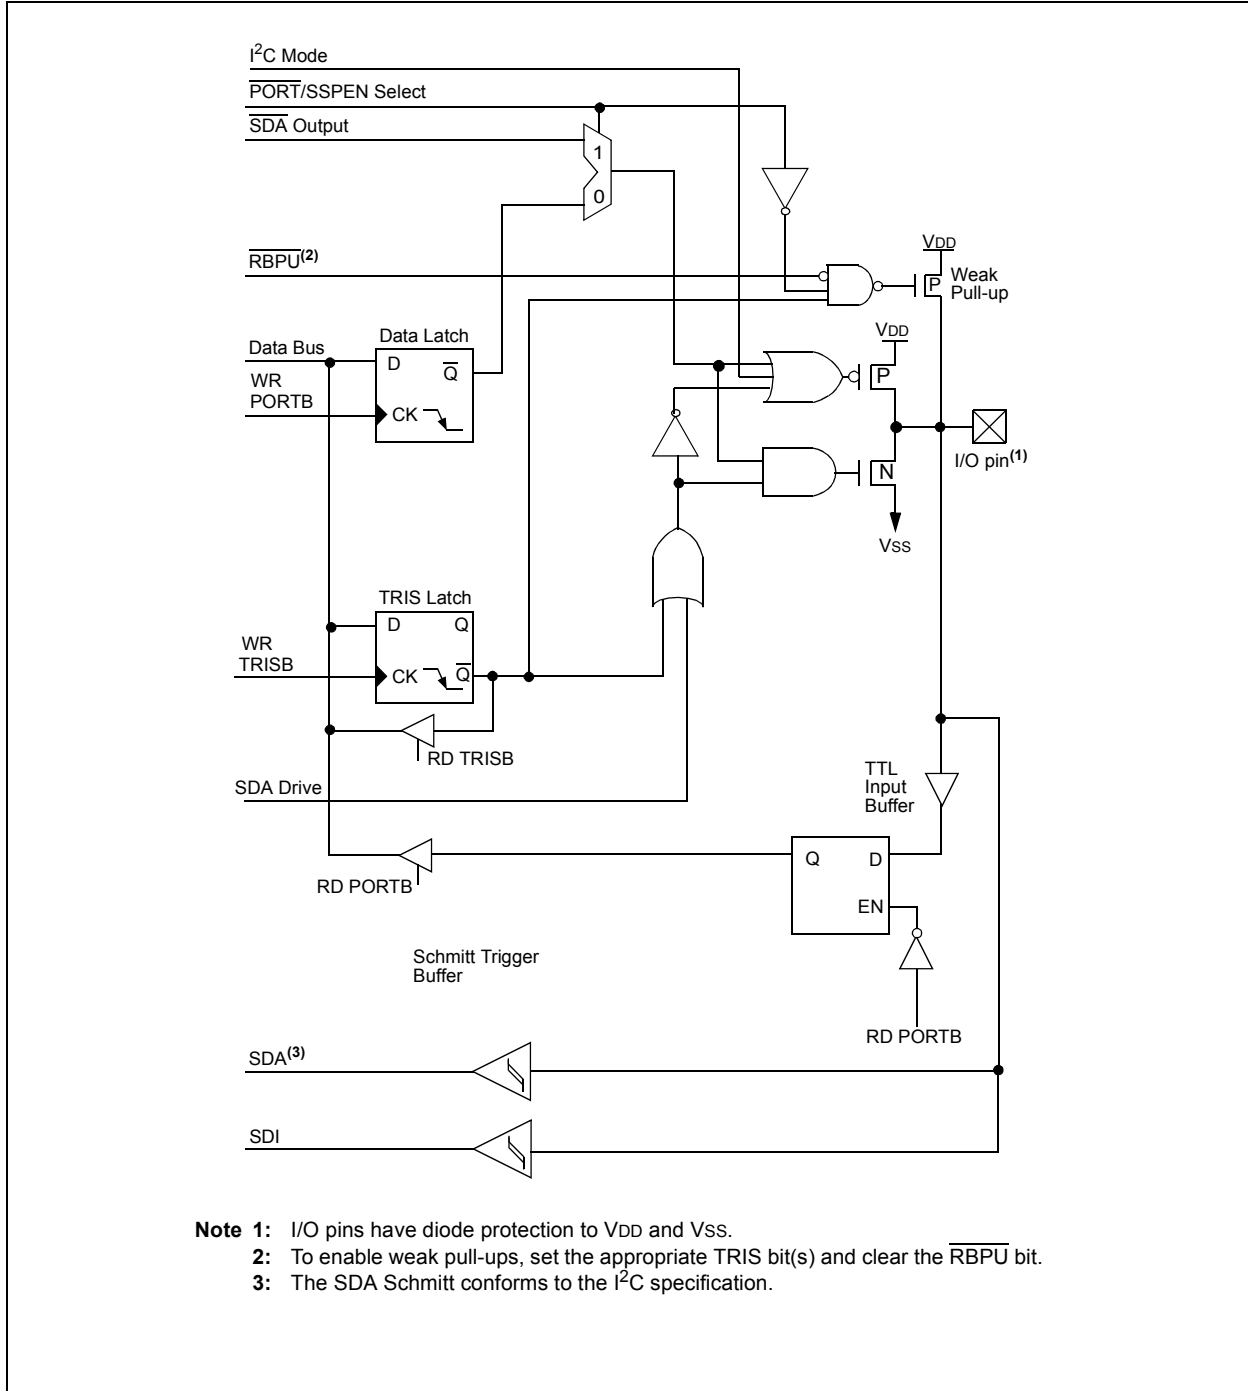 I²C Mode
P̅O̅R̅T̅/SSPEN Select
S̅D̅A̅ Output
1
0
VDD
R̅B̅P̅U̅(2)
P
Weak
Pull-up
VDD
Data Latch
Data Bus
D
Q̅
P
WR
PORTB
CK
I/O pin(1)
N
VSS
TRIS Latch
D
Q
WR
TRISB
CK
Q̅
RD TRISB
TTL
Input
Buffer
SDA Drive
Q
D
RD PORTB
EN
Schmitt Trigger
Buffer
RD PORTB
SDA(3)
SDI
Note 1: I/O pins have diode protection to VDD and VSS.
2: To enable weak pull-ups, set the appropriate TRIS bit(s) and clear the R̅B̅P̅U̅ bit.
3: The SDA Schmitt conforms to the I²C specification.